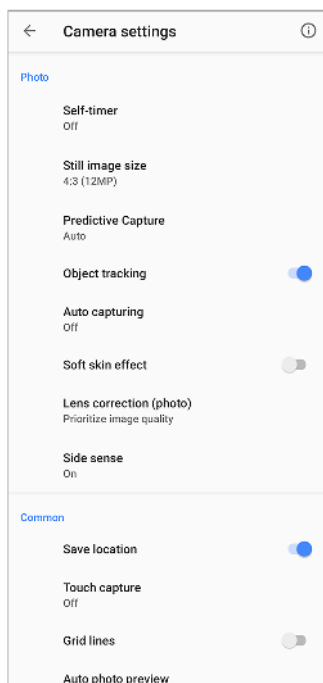 Camera settings
Photo
Self-timer
Off
Still image size
4:3 (12MP)
Predictive Capture
Auto
Object tracking
Auto capturing
Off
Soft skin effect
Lens correction (photo)
Prioritize image quality
Side sense
On
Common
Save location
Touch capture
Off
Grid lines
Auto photo preview